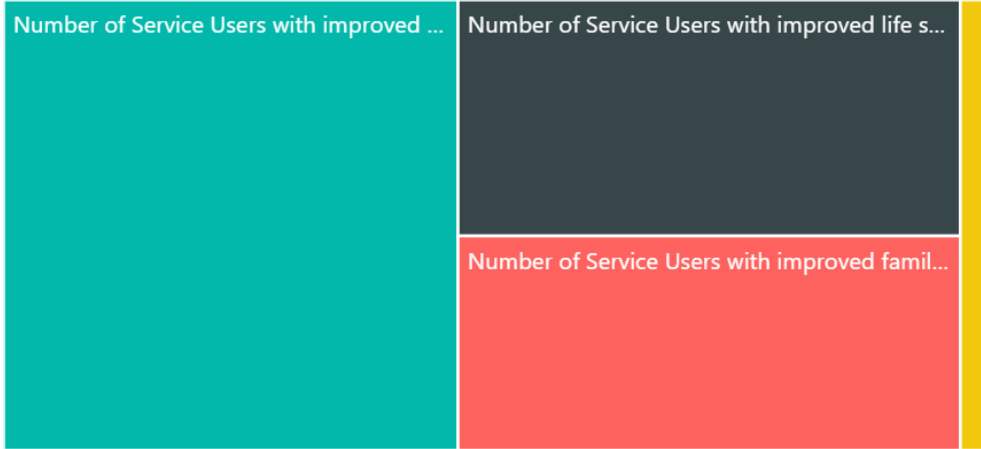 Number of Service Users with improved ...
Number of Service Users with improved life s...
Number of Service Users with improved famil...